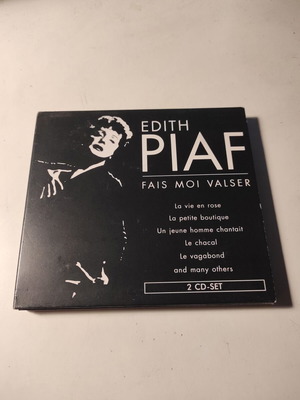 EDITH
PIAF
FAIS MOI VALSER
La vie en rose
La petite boutique
Un jeune homme chantait
Le chacal
Le vagabond
and many others
2 CD-SET